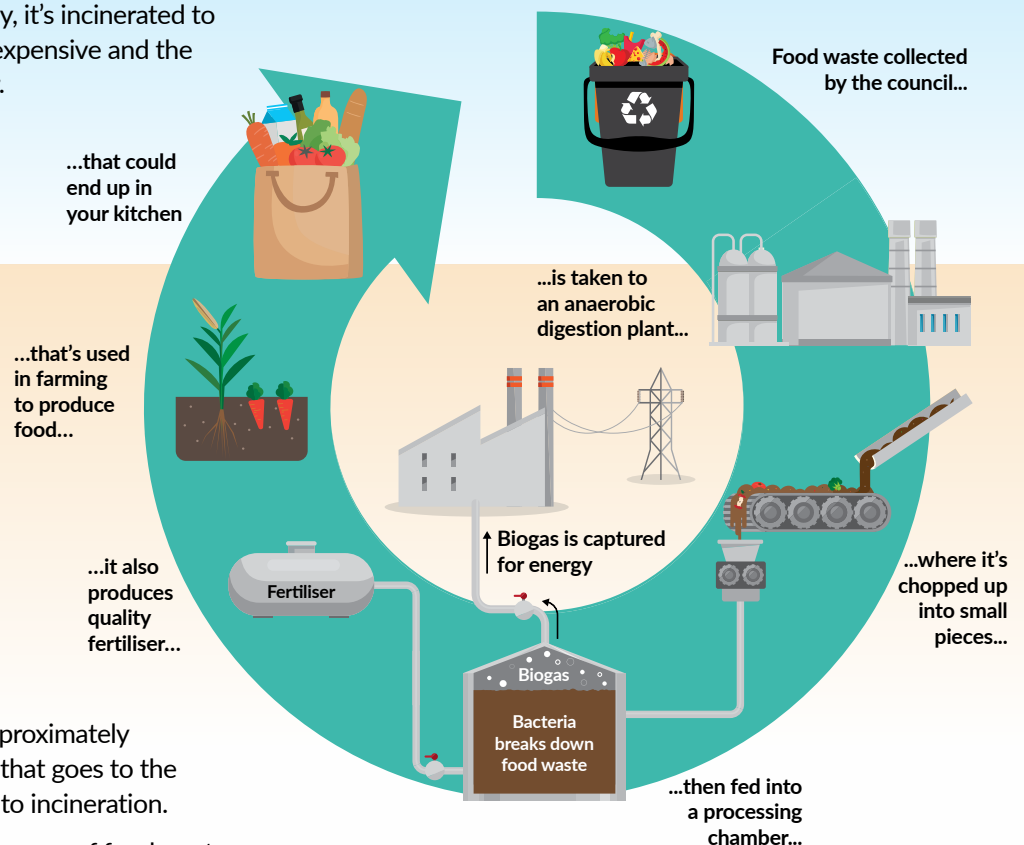 y, it's incinerated to
expensive and the
Food waste collected
by the council...
...is taken to
an anaerobic
digestion plant...
...where it's
chopped up
into small
pieces...
...then fed into
a processing
chamber...
Bacteria
breaks down
food waste
Biogas
Biogas is captured
for energy
...it also
produces
quality
fertiliser...
Fertiliser
...that's used
in farming
to produce
food...
...that could
end up in
your kitchen
proximately
that goes to the
to incineration.